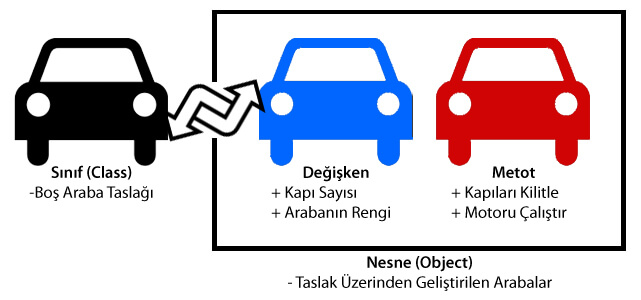 Sınıf (Class)
-Boş Araba Taslağı
Değişken
+ Kapı Sayısı
+ Arabanın Rengi
Metot
+ Kapıları Kilitle
+ Motoru Çalıştır
Nesne (Object)
- Taslak Üzerinden Geliştirilen Arabalar